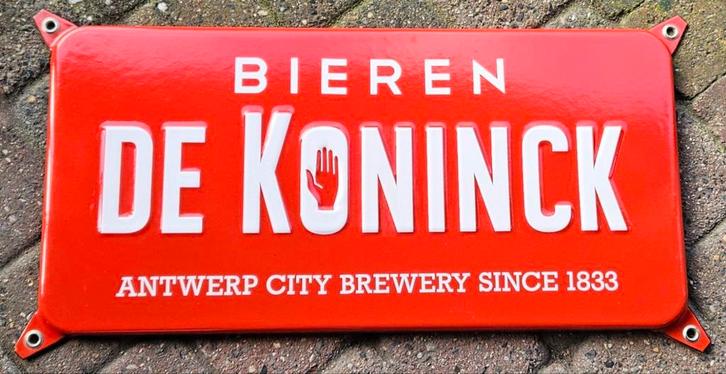 BIEREN
DE KONINCK
ANTWERP CITY BREWERY SINCE 1833